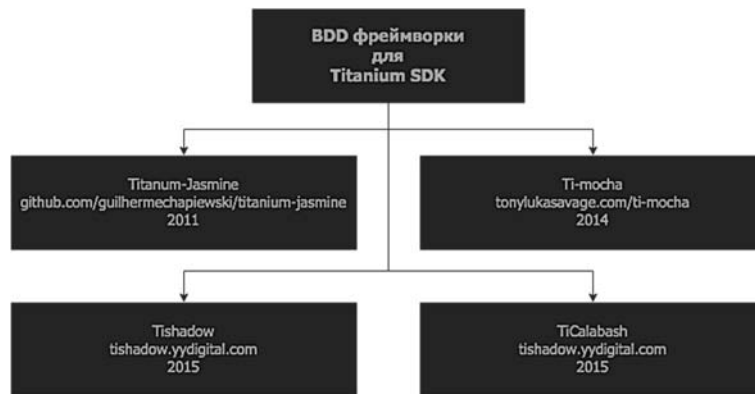 BDD фреймворки
для
Titanium SDK
Titanum-Jasmine
github.com/guilhermechapiewski/titanium-jasmine
2011
Ti-mocha
tonylukasavage.com/ti-mocha
2014
Tishadow
tishadow.yydigital.com
2015
TiCalabash
tishadow.yydigital.com
2015